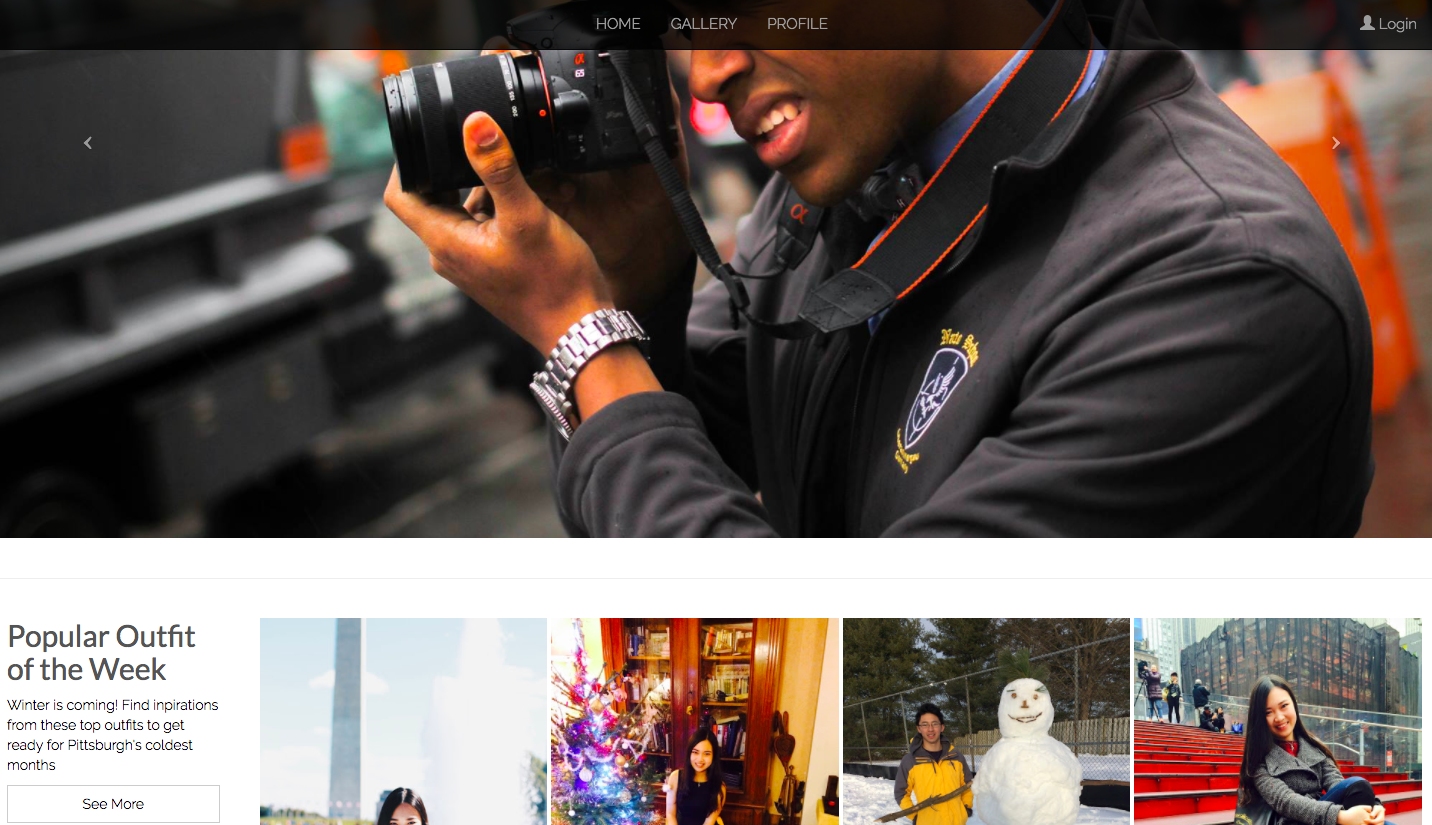 HOME GALLERY PROFILE Login
α
65
α
Popular Outfit
of the Week
Winter is coming! Find inpirations
from these top outfits to get
ready for Pittsburgh's coldest
months
See More